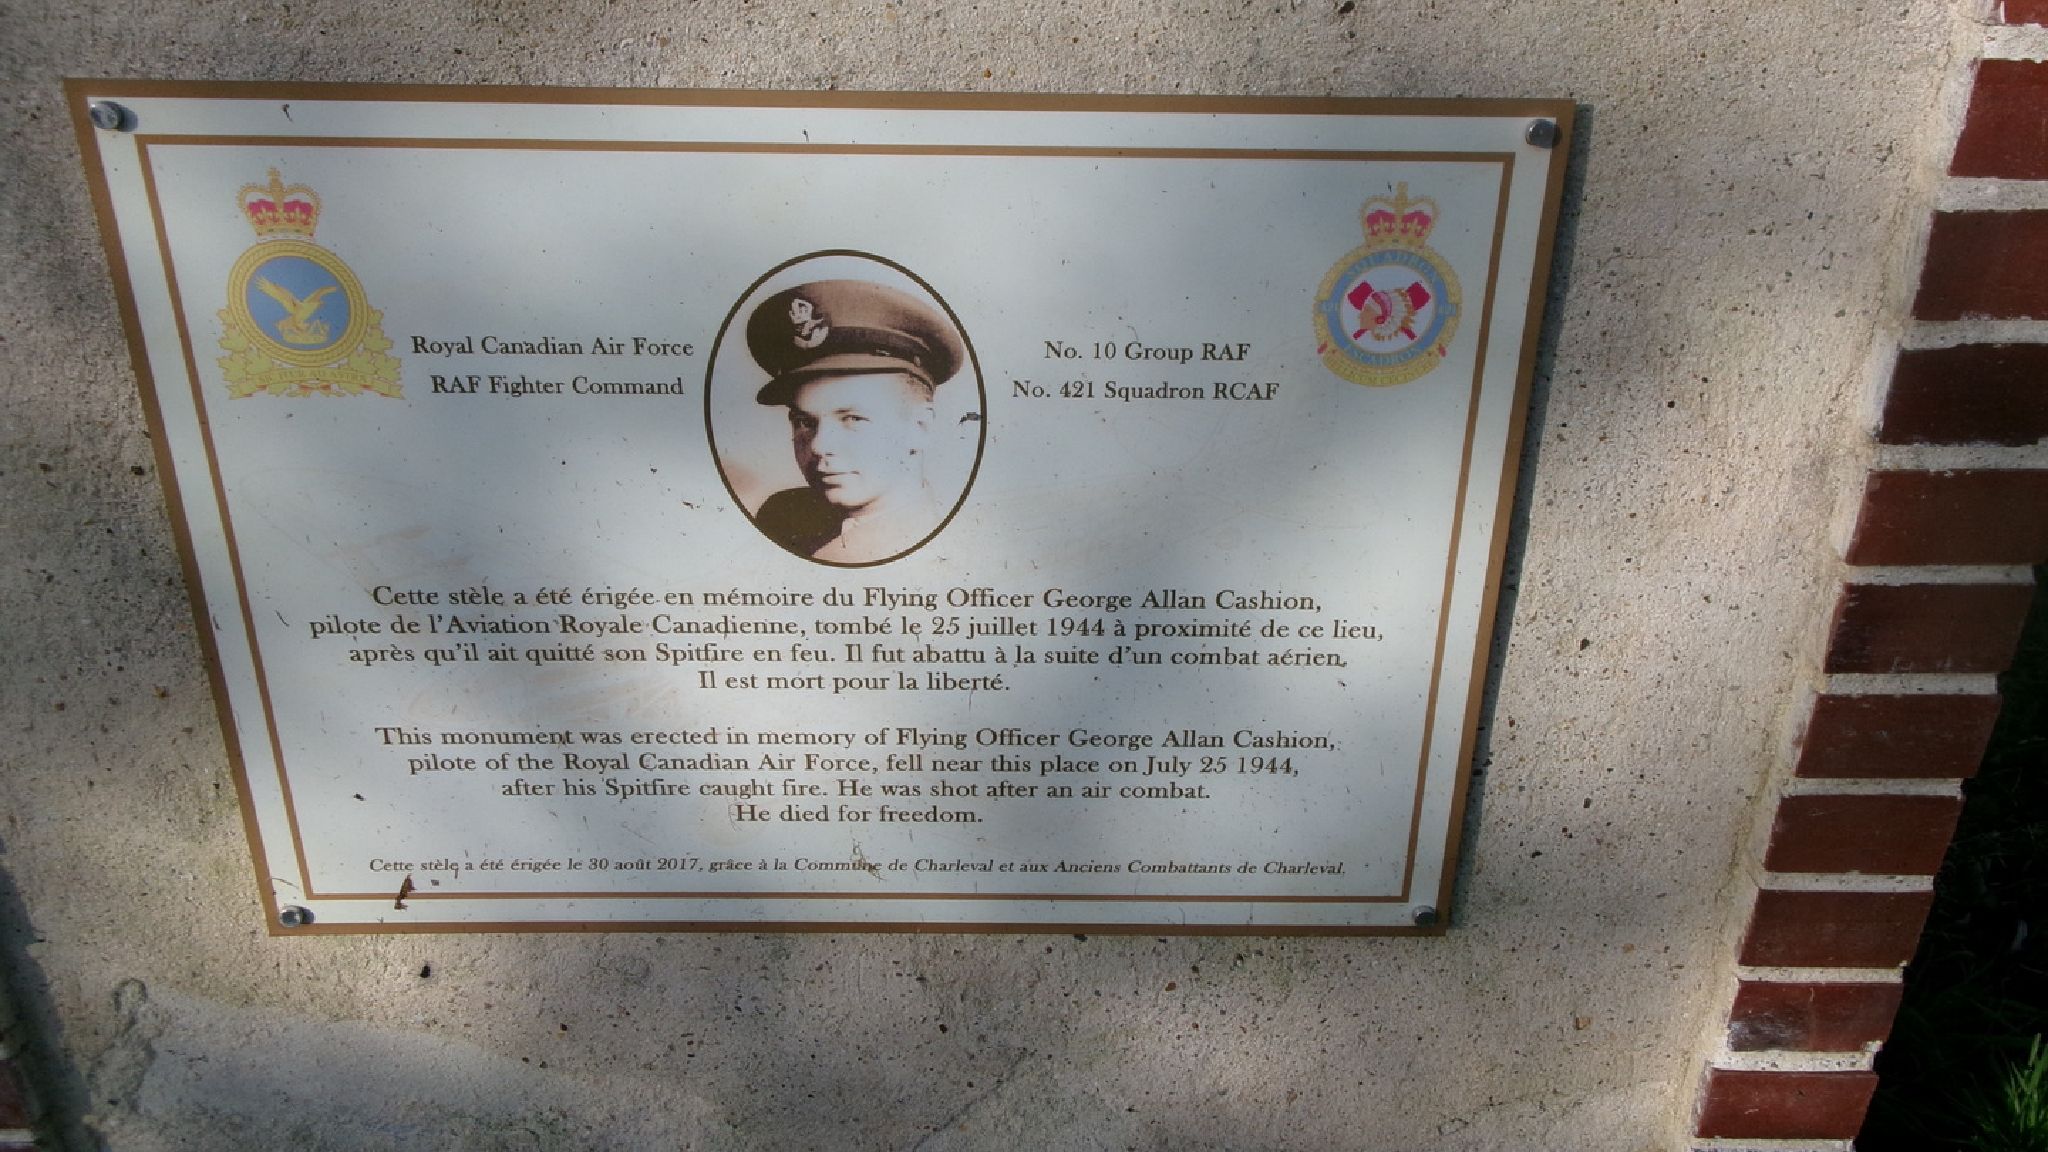 Royal Canadian Air Force
RAF Fighter Command
No. 10 Group RAF
No. 421 Squadron RCAF
SQUADRON
ESCADRON
Cette stèle a été érigée en mémoire du Flying Officer George Allan Cashion,
pilote de l'Aviation Royale Canadienne, tombé le 25 juillet 1944 à proximité de ce lieu,
après qu'il ait quitté son Spitfire en feu. Il fut abattu à la suite d'un combat aérien.
Il est mort pour la liberté.
This monument was erected in memory of Flying Officer George Allan Cashion,
pilote of the Royal Canadian Air Force, fell near this place on July 25 1944,
after his Spitfire caught fire. He was shot after an air combat.
He died for freedom.
Cette stèle a été érigée le 30 août 2017, grâce à la Commune de Charleval et aux Anciens Combattants de Charleval.